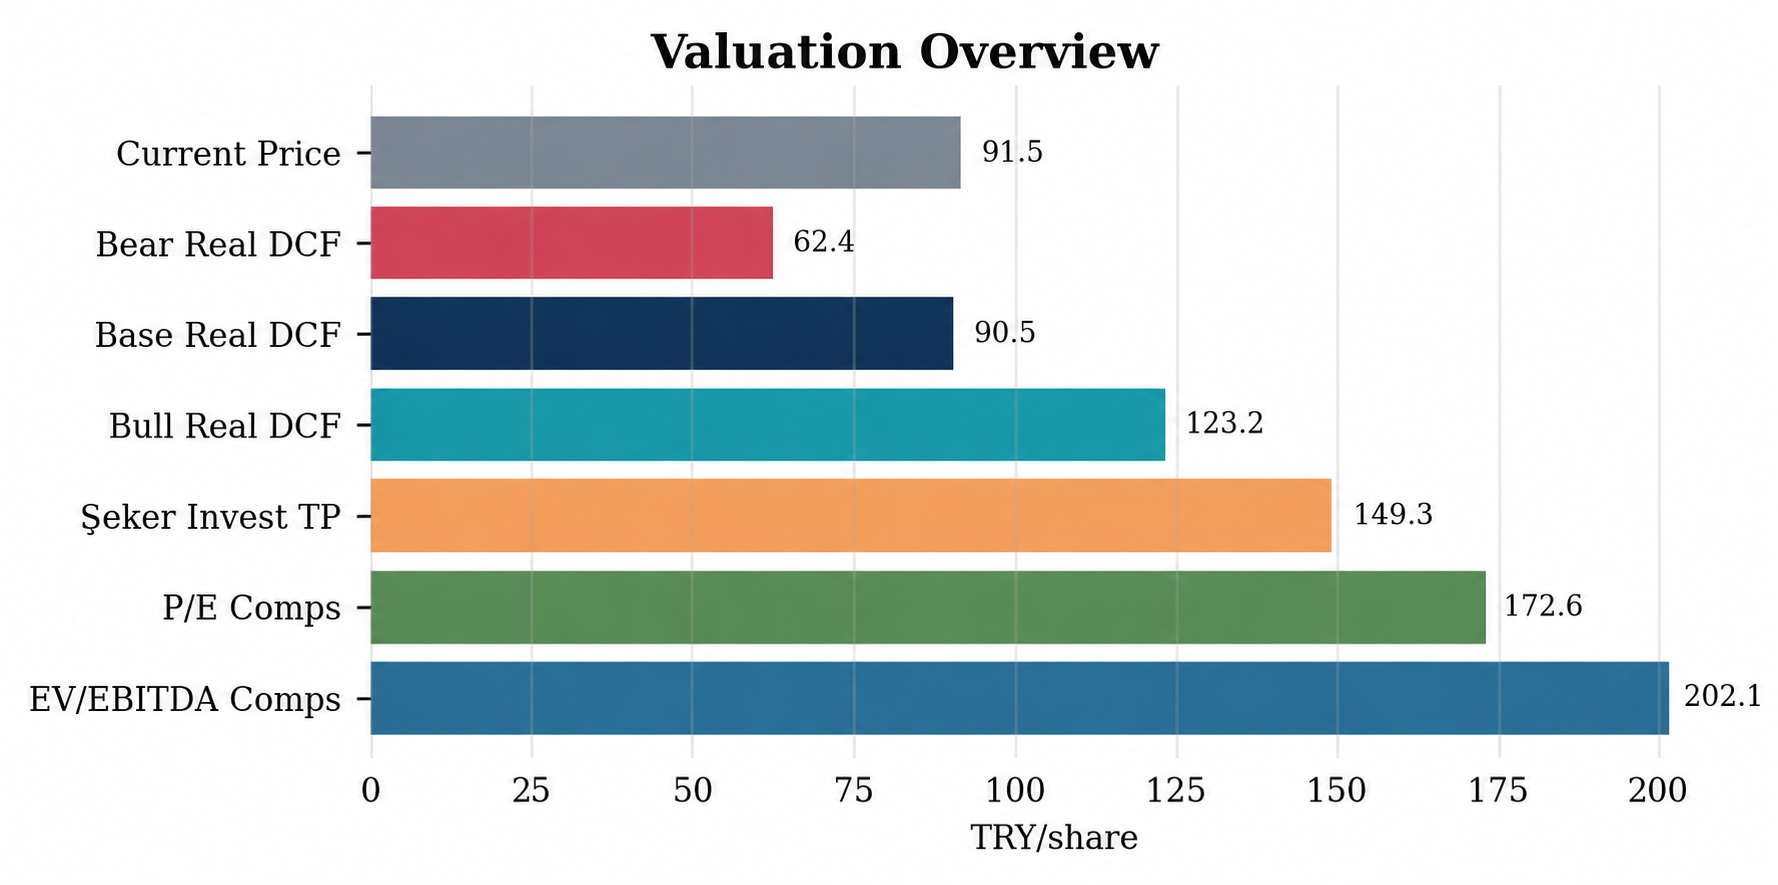 Valuation Overview
Current Price 91.5
Bear Real DCF 62.4
Base Real DCF 90.5
Bull Real DCF 123.2
Şeker Invest TP 149.3
P/E Comps 172.6
EV/EBITDA Comps 202.1
0 25 50 75 100 125 150 175 200
TRY/share